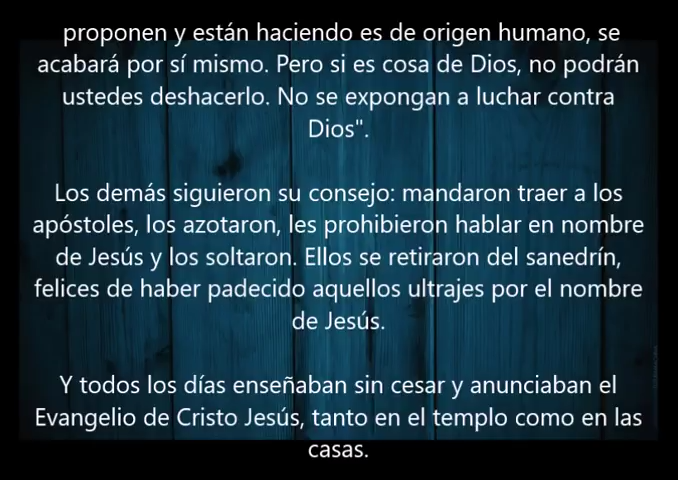 proponen y están haciendo es de origen humano, se
acabará por sí mismo. Pero si es cosa de Dios, no podrán
ustedes deshacerlo. No se expongan a luchar contra
Dios".
Los demás siguieron su consejo: mandaron traer a los
apóstoles, los azotaron, les prohibieron hablar en nombre
de Jesús y los soltaron. Ellos se retiraron del sanedrín,
felices de haber padecido aquellos ultrajes por el nombre
de Jesús.
Y todos los días enseñaban sin cesar y anunciaban el
Evangelio de Cristo Jesús, tanto en el templo como en las
casas.